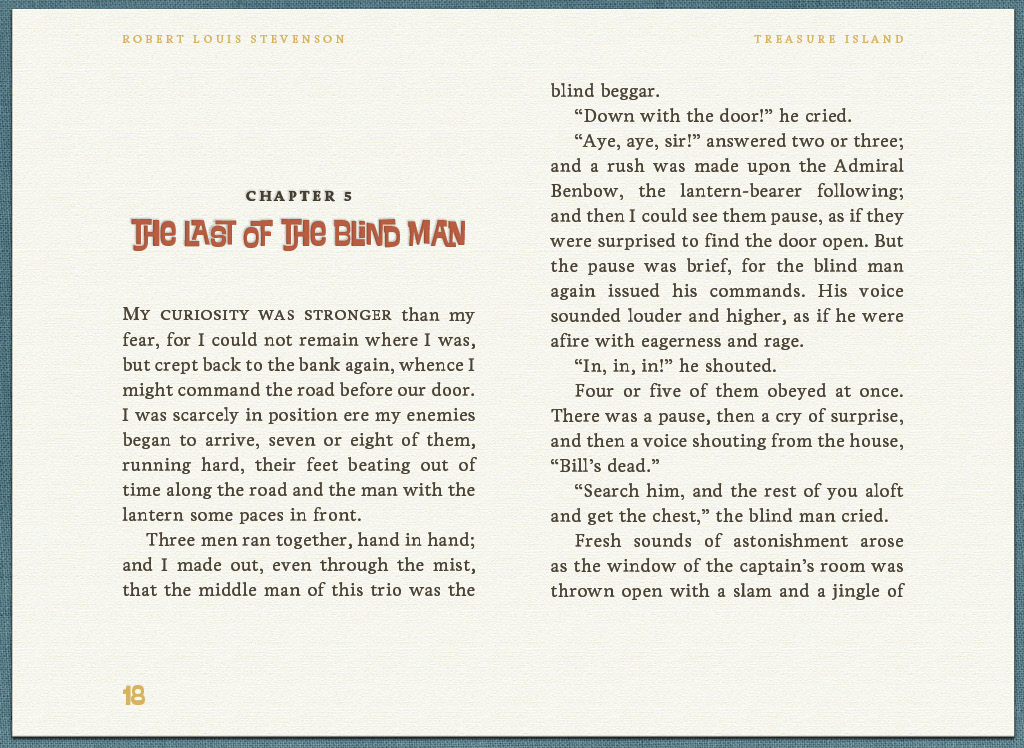 ROBERT LOUIS STEVENSON
TREASURE ISLAND
CHAPTER 5
THE LAST OF THE BLIND MAN
MY CURIOSITY WAS STRONGER than my
fear, for I could not remain where I was,
but crept back to the bank again, whence I
might command the road before our door.
I was scarcely in position ere my enemies
began to arrive, seven or eight of them,
running hard, their feet beating out of
time along the road and the man with the
lantern some paces in front.
Three men ran together, hand in hand;
and I made out, even through the mist,
that the middle man of this trio was the
18
blind beggar.
“Down with the door!” he cried.
“Aye, aye, sir!” answered two or three;
and a rush was made upon the Admiral
Benbow, the lantern-bearer following;
and then I could see them pause, as if they
were surprised to find the door open. But
the pause was brief, for the blind man
again issued his commands. His voice
sounded louder and higher, as if he were
afire with eagerness and rage.
“In, in, in!” he shouted.
Four or five of them obeyed at once.
There was a pause, then a cry of surprise,
and then a voice shouting from the house,
“Bill’s dead.”
“Search him, and the rest of you aloft
and get the chest,” the blind man cried.
Fresh sounds of astonishment arose
as the window of the captain’s room was
thrown open with a slam and a jingle of